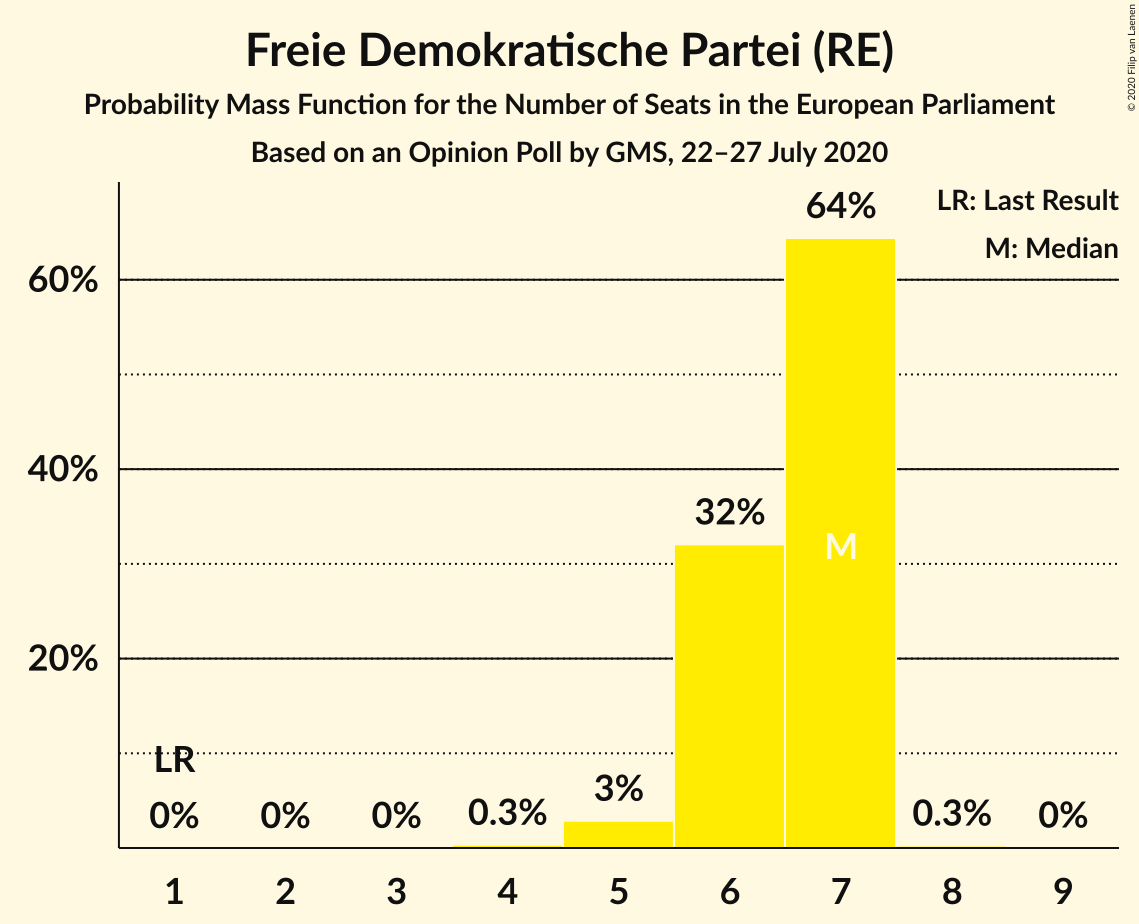 Freie Demokratische Partei (RE)
Probability Mass Function for the Number of Seats in the European Parliament
Based on an Opinion Poll by GMS, 22–27 July 2020
© 2020 Filip van Laenen
LR: Last Result
M: Median
64%
60%
40%
32%
M
20%
LR
0%
0%
0%
0.3%
3%
0.3%
0%
1
2
3
4
5
6
7
8
9